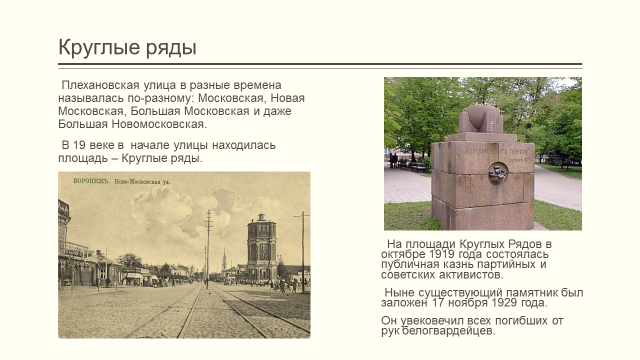 Круглые ряды
Плехановская улица в разные времена
называлась по-разному: Московская, Новая
Московская, Большая Московская и даже
Большая Новомосковская.
В 19 веке в начале улицы находилась
площадь – Круглые ряды.
ВОРОНЕЖЪ. Ново-Московская ул.
На площади Круглых Рядов в
октябре 1919 года состоялась
публичная казнь партийных и
советских активистов.
Ныне существующий памятник был
заложен 17 ноября 1929 года.
Он увековечил всех погибших от
рук белогвардейцев.